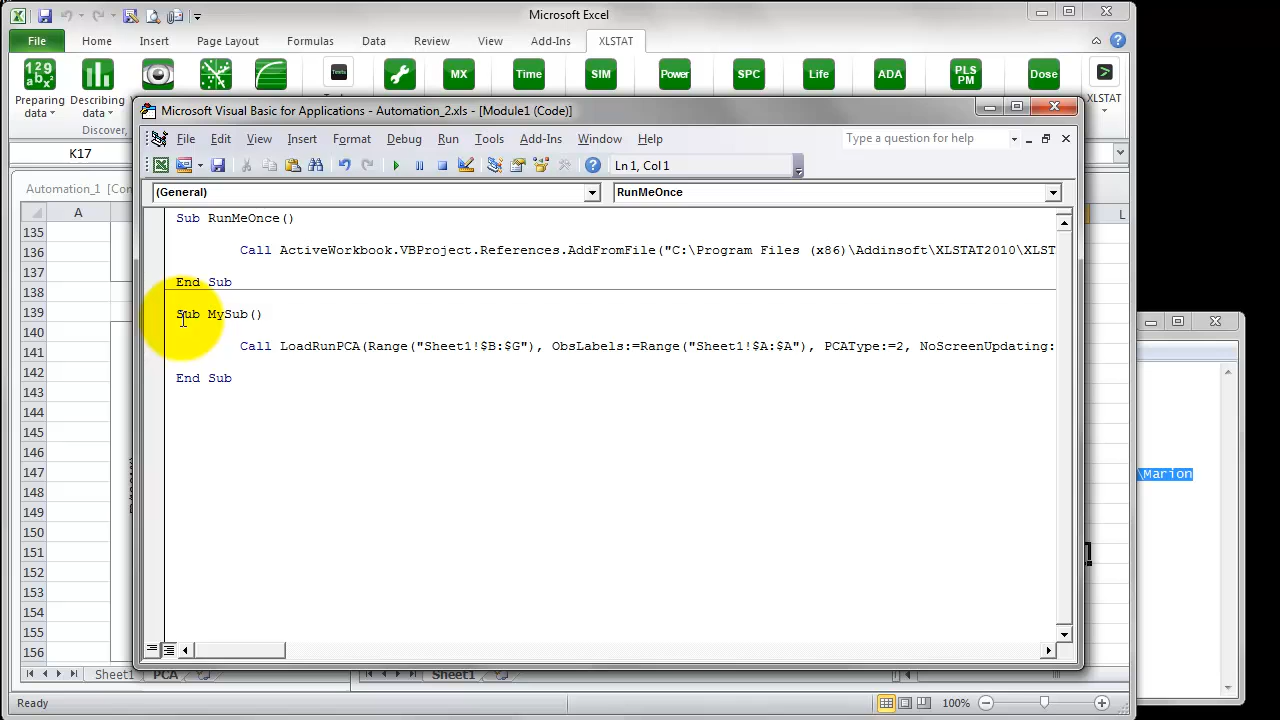 Microsoft Excel
File Home Insert Page Layout Formulas Data Review View Add-Ins XLSTAT
123 ab, c MX Time SIM Power SPC Life ADA PLS PM Dose
Preparing data Describing data XLSTAT
Discover,
Microsoft Visual Basic for Applications - Automation_2.xls - [Module1 (Code)]
K17
File Edit View Insert Format Debug Run Tools Add-Ins Window Help Type a question for help
Ln 1, Col 1
Automation_1 [Com
(General) RunMeOnce
A L
Sub RunMeOnce()
Call ActiveWorkbook.VBProject.References.AddFromFile("C:\Program Files (x86)\Addinsoft\XLSTAT2010\XLST
End Sub
Sub MySub()
Call LoadRunPCA(Range("Sheet1!$B:$G"), ObsLabels:=Range("Sheet1!$A:$A"), PCAType:=2, NoScreenUpdating:
End Sub
135
136
137
138
139
140
141
142
143
144
145
146
147
148
149
150
151
152
153
154
155
156
\Marion
Sheet1 PCA Sheet1
Ready 100%